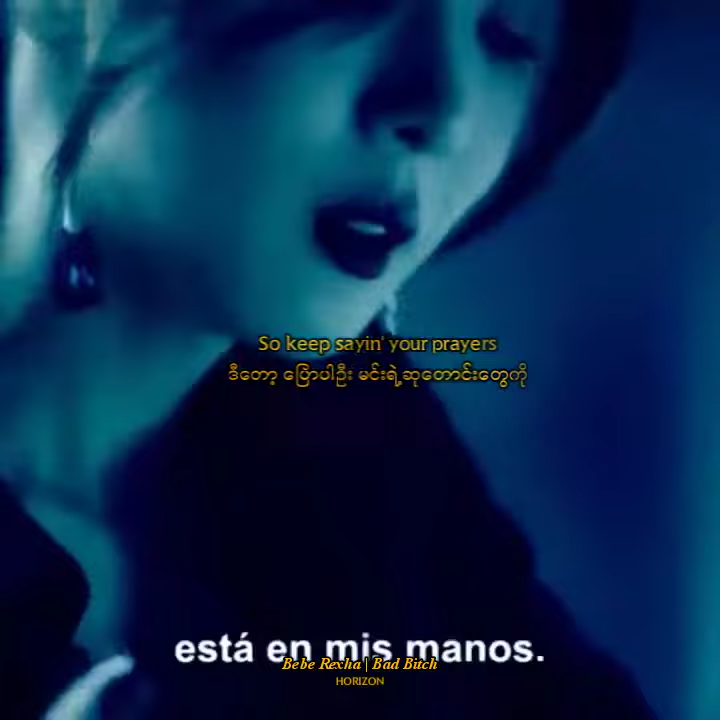 So keep sayin' your prayers
ဒီတော့ ပြောပါဦး မင်းရဲ့ဆုတောင်းတွေကို
está en mis manos.
Bebe Rexha | Bad Bitch
HORIZON